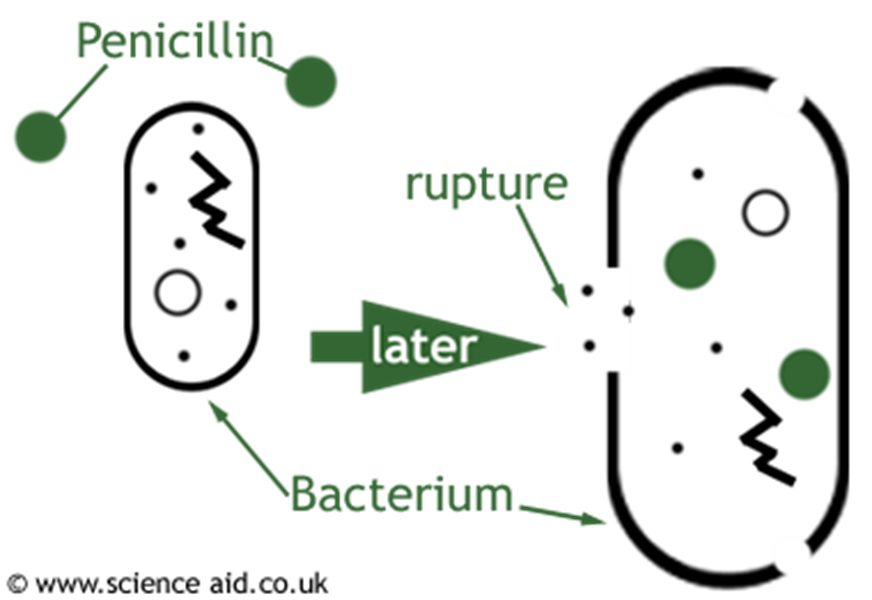 Penicillin
rupture
later
Bacterium
© www.science aid.co.uk